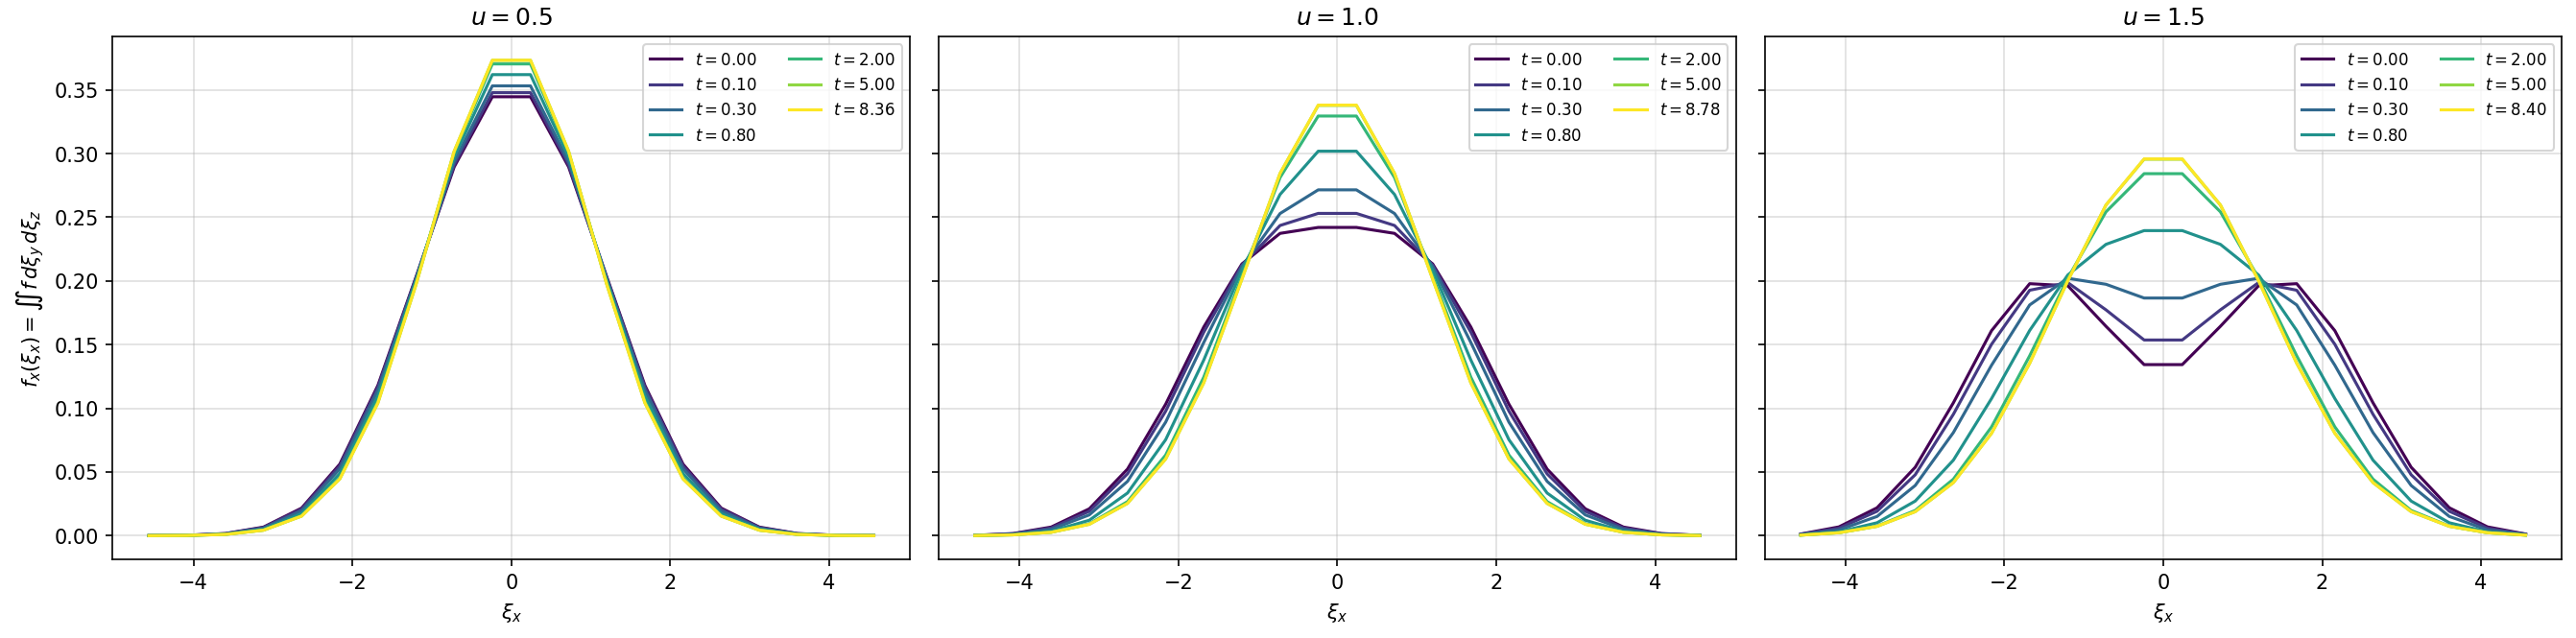 u = 0.5
f_x(ξ_x) = ∬ f dξ_y dξ_z
0.35
0.30
0.25
0.20
0.15
0.10
0.05
0.00
t = 0.00
t = 0.10
t = 0.30
t = 0.80
t = 2.00
t = 5.00
t = 8.36
−4
−2
0
2
4
ξ_x
u = 1.0
t = 0.00
t = 0.10
t = 0.30
t = 0.80
t = 2.00
t = 5.00
t = 8.78
−4
−2
0
2
4
ξ_x
u = 1.5
t = 0.00
t = 0.10
t = 0.30
t = 0.80
t = 2.00
t = 5.00
t = 8.40
−4
−2
0
2
4
ξ_x